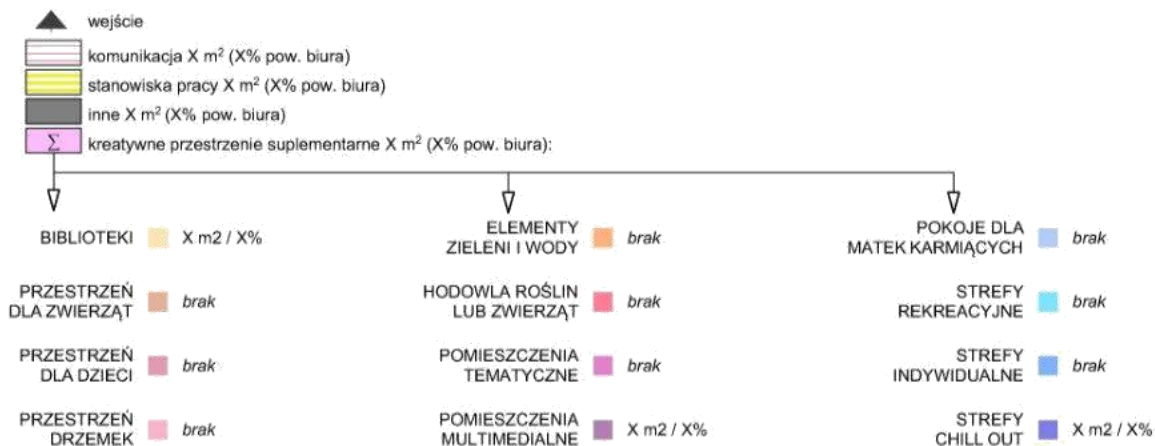 wejście
komunikacja X m² (X% pow. biura)
stanowiska pracy X m² (X% pow. biura)
inne X m² (X% pow. biura)
Σ kreatywne przestrzenie suplementarne X m² (X% pow. biura):
BIBLIOTEKI X m2 / X%
PRZESTRZEŃ
DLA ZWIERZĄT brak
PRZESTRZEŃ
DLA DZIECI brak
PRZESTRZEŃ
DRZEMEK brak
ELEMENTY
ZIELENI I WODY brak
HODOWLA ROŚLIN
LUB ZWIERZĄT brak
POMIESZCZENIA
TEMATYCZNE brak
POMIESZCZENIA
MULTIMEDIALNE X m2 / X%
POKOJE DLA
MATEK KARMIĄCYCH brak
STREFY
REKREACYJNE brak
STREFY
INDYWIDUALNE brak
STREFY
CHILL OUT X m2 / X%